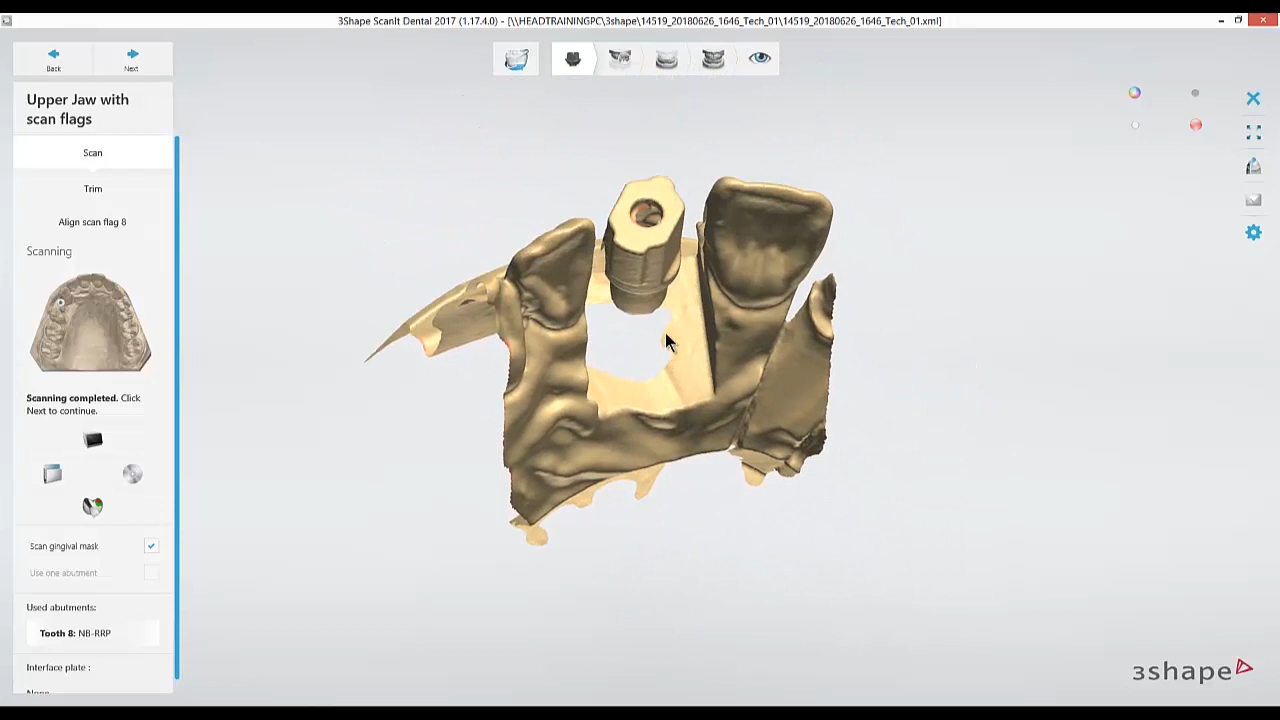 3Shape ScanIt Dental 2017 (1.17.4.0) - [\\HEADTRAININGPC\3shape\14519_20180626_1646_Tech_01\14519_20180626_1646_Tech_01.xml]
Back
Next
Upper Jaw with
scan flags
Scan
Trim
Align scan flag 8
Scanning
Scanning completed. Click
Next to continue.
Scan gingival mask
Use one abutment
Used abutments:
Tooth 8: NB-RRP
Interface plate :
None
3shape